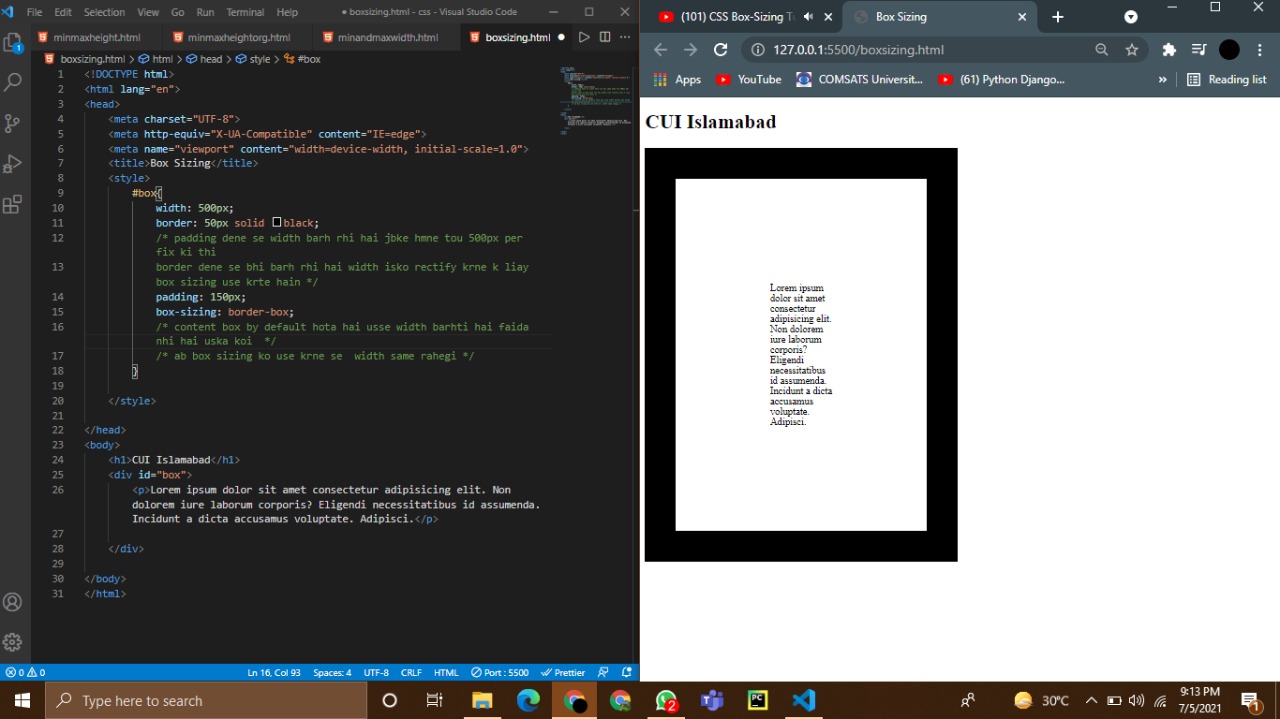 File Edit Selection View Go Run Terminal Help
● boxsizing.html - css - Visual Studio Code
minmaxheight.html
minmaxheightorg.html
minandmaxwidth.html
boxsizing.html ●
boxsizing.html > html > head > style > #box
1 <!DOCTYPE html>
2 <html lang="en">
3 <head>
4 <meta charset="UTF-8">
5 <meta http-equiv="X-UA-Compatible" content="IE=edge">
6 <meta name="viewport" content="width=device-width, initial-scale=1.0">
7 <title>Box Sizing</title>
8 <style>
9 #box{
10 width: 500px;
11 border: 50px solid black;
12 /* padding dene se width barh rhi hai jbke hmne tou 500px per
fix ki thi
13 border dene se bhi barh rhi hai width isko rectify krne k liay
box sizing use krte hain */
14 padding: 150px;
15 box-sizing: border-box;
16 /* content box by default hota hai usse width barhti hai faida
nhi hai uska koi  */
17 /* ab box sizing ko use krne se  width same rahegi */
18 }
19
20 </style>
21
22 </head>
23 <body>
24 <h1>CUI Islamabad</h1>
25 <div id="box">
26 <p>Lorem ipsum dolor sit amet consectetur adipisicing elit. Non
dolorem iure laborum corporis? Eligendi necessitatibus id assumenda.
Incidunt a dicta accusamus voluptate. Adipisci.</p>
27
28 </div>
29
30 </body>
31 </html>
1
0 0
Ln 16, Col 93 Spaces: 4 UTF-8 CRLF HTML Port : 5500 Prettier
(101) CSS Box-Sizing T
Box Sizing
127.0.0.1:5500/boxsizing.html
Apps YouTube COMSATS Universit... (61) Python Django... » Reading list
CUI Islamabad
Lorem ipsum
dolor sit amet
consectetur
adipisicing elit.
Non dolorem
iure laborum
corporis?
Eligendi
necessitatibus
id assumenda.
Incidunt a dicta
accusamus
voluptate.
Adipisci.
Type here to search
2
PC
30°C
9:13 PM
7/5/2021
1